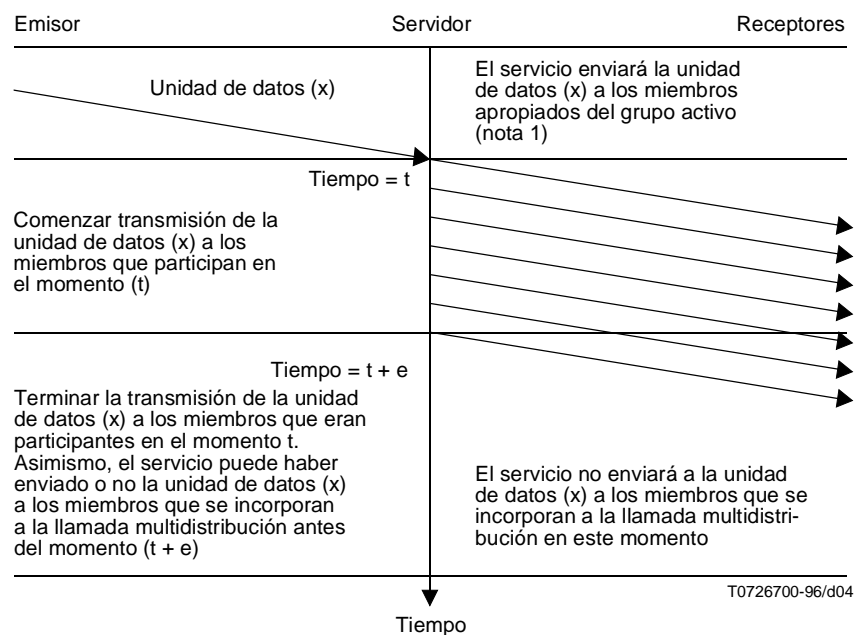 Emisor
Servidor
Receptores
Unidad de datos (x)
El servicio enviará la unidad
de datos (x) a los miembros
apropiados del grupo activo
(nota 1)
Tiempo = t
Comenzar transmisión de la
unidad de datos (x) a los
miembros que participan en
el momento (t)
Tiempo = t + e
Terminar la transmisión de la unidad
de datos (x) a los miembros que eran
participantes en el momento t.
Asimismo, el servicio puede haber
enviado o no la unidad de datos (x)
a los miembros que se incorporan
a la llamada multidistribución antes
del momento (t + e)
El servicio no enviará a la unidad
de datos (x) a los miembros que se
incorporan a la llamada multidistri-
bución en este momento
T0726700-96/d04
Tiempo